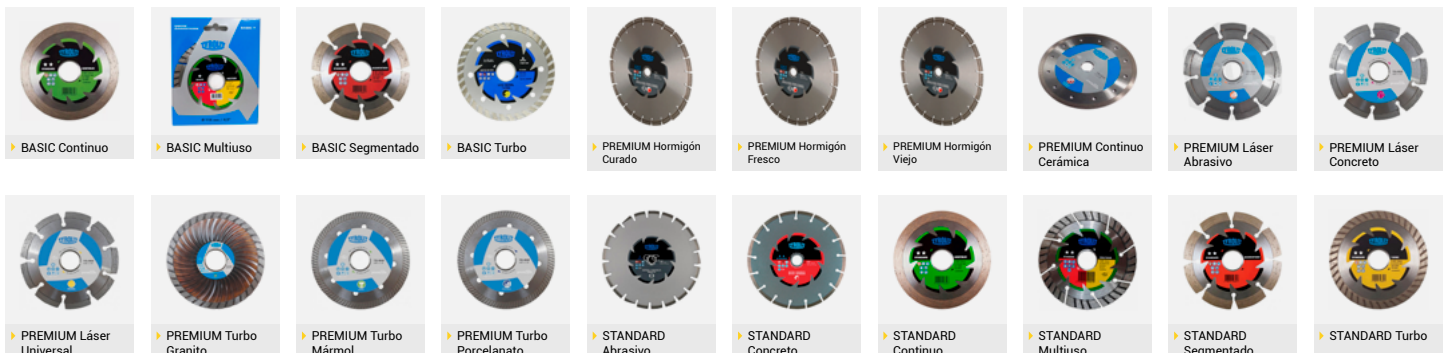 TYROLIT
BASIC Continuo
BASIC Multiuso
BASIC Segmentado
BASIC Turbo
PREMIUM Hormigón
Curado
PREMIUM Hormigón
Fresco
PREMIUM Hormigón
Viejo
PREMIUM Continuo
Cerámica
PREMIUM Láser
Abrasivo
PREMIUM Láser
Concreto
PREMIUM Láser
Universal
PREMIUM Turbo
Granito
PREMIUM Turbo
Mármol
PREMIUM Turbo
Porcelanato
STANDARD
Abrasivo
STANDARD
Concreto
STANDARD
Continuo
STANDARD
Multiuso
STANDARD
Segmentado
STANDARD Turbo